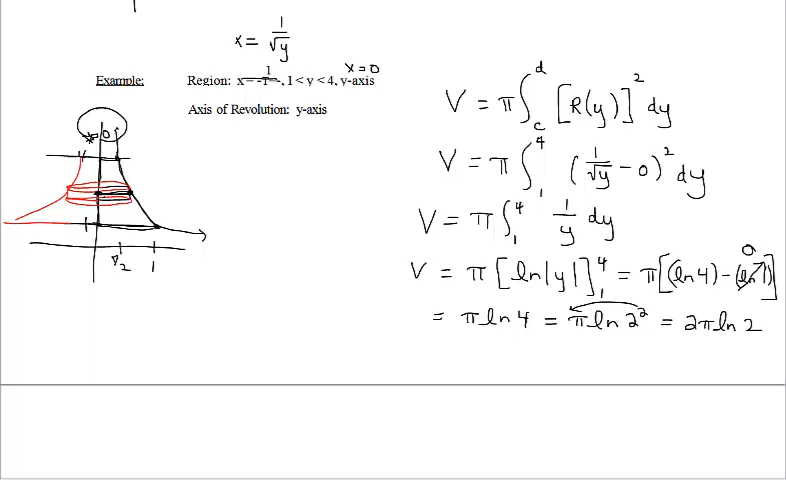 x = 1/√y
x = 0
Example: Region: x = , 1 < y < 4, y-axis
Axis of Revolution: y-axis
4
1
1/2 1
V = π ∫_c^d [R(y)]² dy
V = π ∫_1^4 (1/√y − 0)² dy
V = π ∫_1^4 1/y dy
V = π [ln|y|]_1^4 = π[(ln 4) − (ln 1)] 0
= π ln 4 = π ln 2² = 2π ln 2